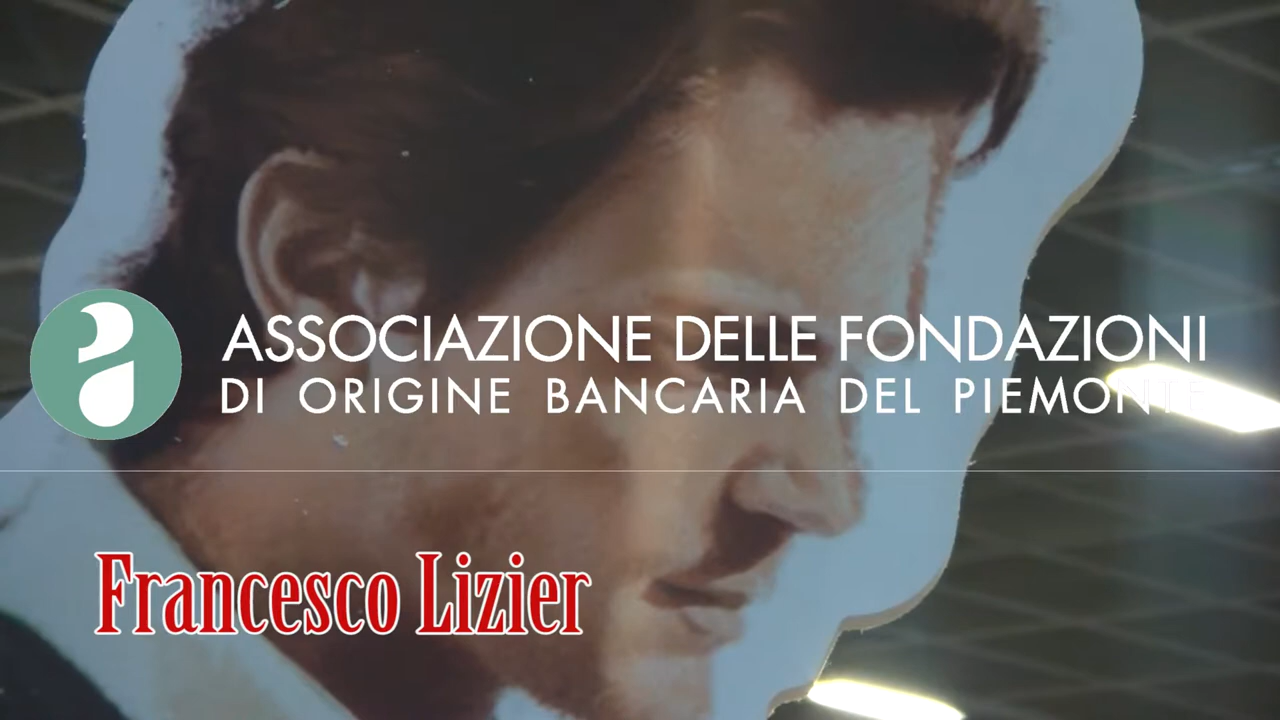 ASSOCIAZIONE DELLE FONDAZIONI
DI ORIGINE BANCARIA DEL PIEMONTE
Francesco Lizier